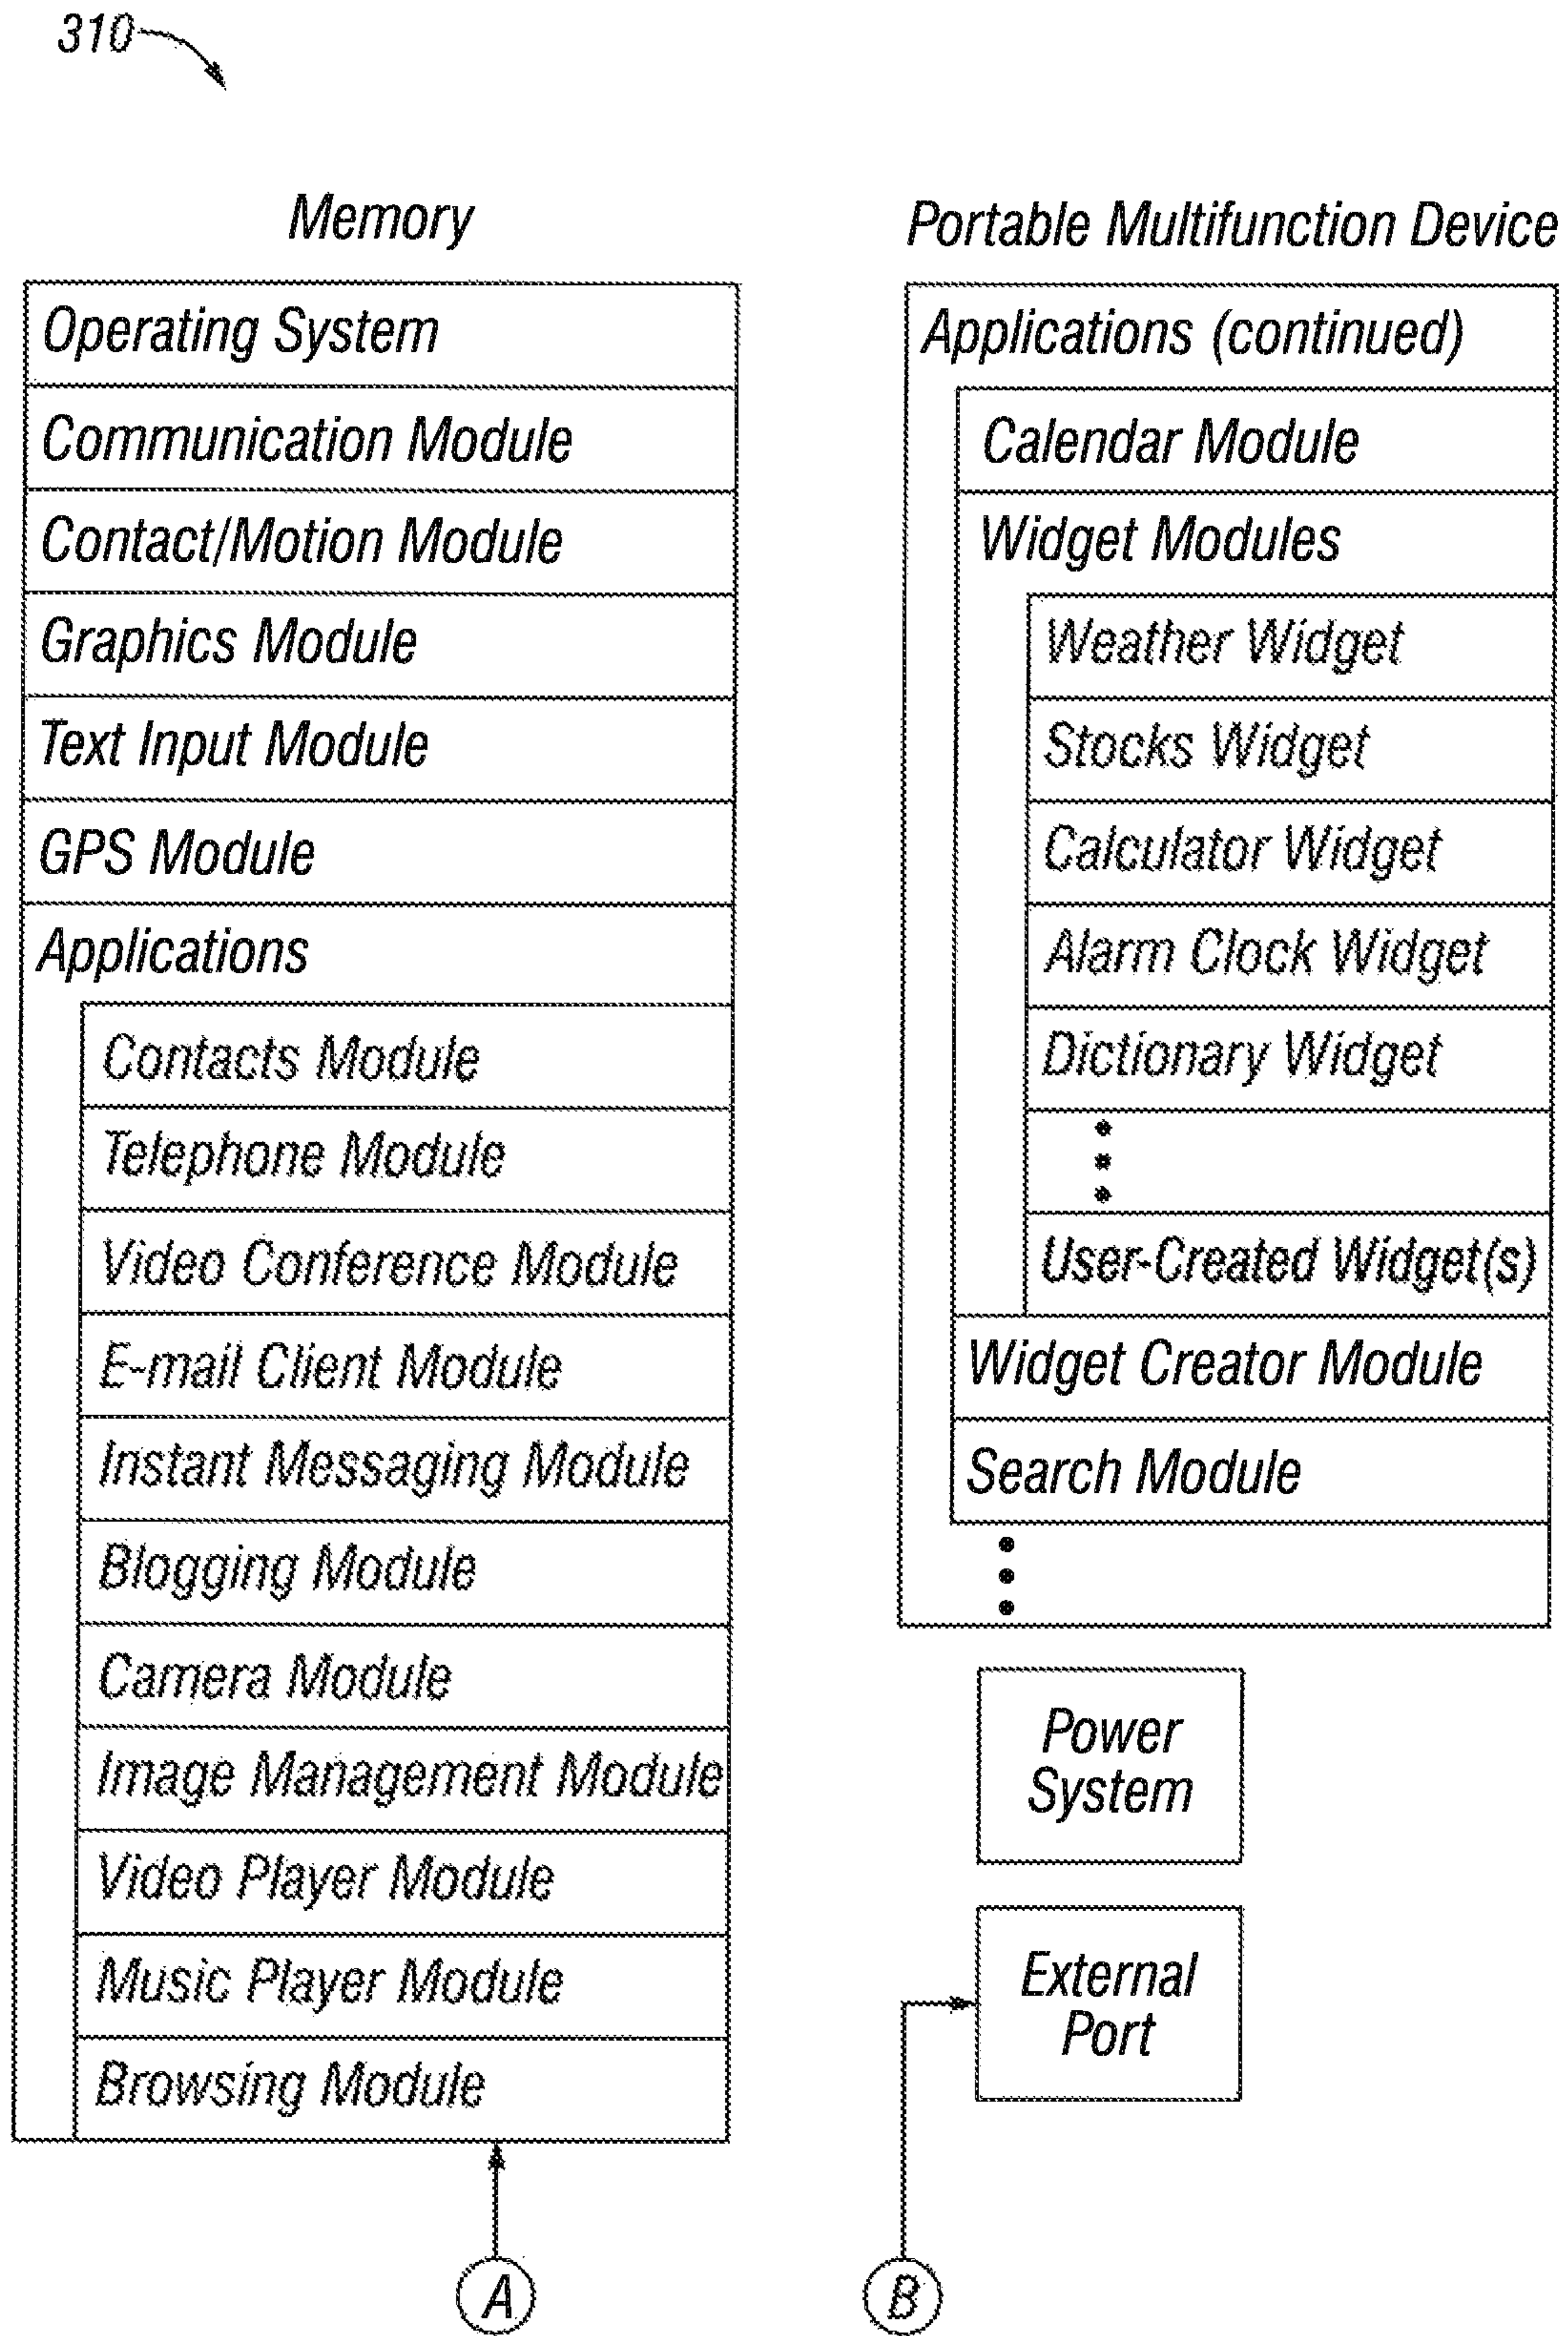 310
Memory
Operating System
Communication Module
Contact/Motion Module
Graphics Module
Text Input Module
GPS Module
Applications
Contacts Module
Telephone Module
Video Conference Module
E-mail Client Module
Instant Messaging Module
Blogging Module
Camera Module
Image Management Module
Video Player Module
Music Player Module
Browsing Module
A
Portable Multifunction Device
Applications (continued)
Calendar Module
Widget Modules
Weather Widget
Stocks Widget
Calculator Widget
Alarm Clock Widget
Dictionary Widget
User-Created Widget(s)
Widget Creator Module
Search Module
Power
System
External
Port
B